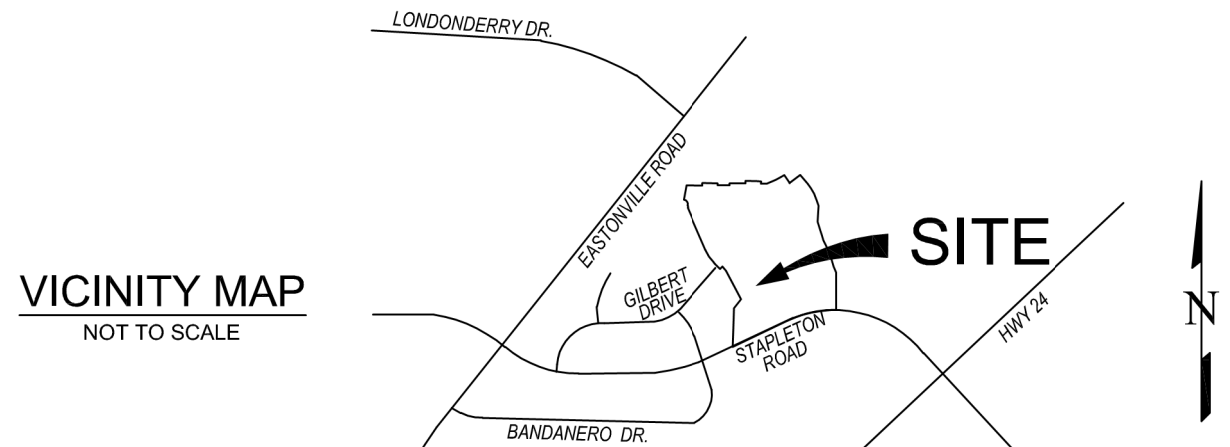 LONDONDERRY DR.
EASTONVILLE ROAD
SITE
VICINITY MAP
NOT TO SCALE
GILBERT
DRIVE
STAPLETON
ROAD
HWY 24
N
BANDANERO DR.